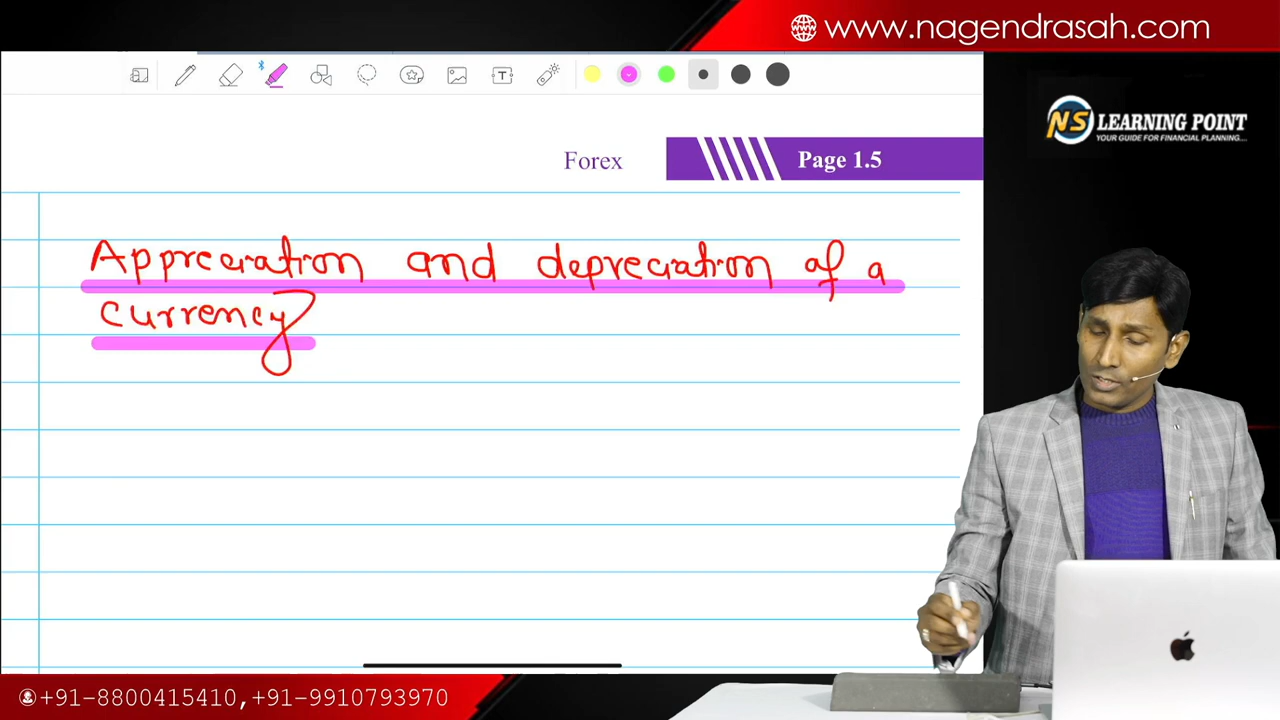 www.nagendrasah.com
NS LEARNING POINT
YOUR GUIDE FOR FINANCIAL PLANNING....
T
Forex
Page 1.5
Appreciation and depreciation of a
currency
+91-8800415410,+91-9910793970